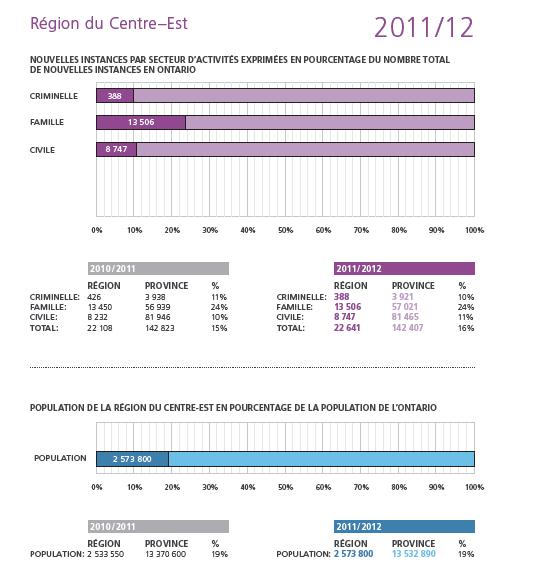 Région du Centre–Est
2011/12
NOUVELLES INSTANCES PAR SECTEUR D'ACTIVITÉS EXPRIMÉES EN POURCENTAGE DU NOMBRE TOTAL
DE NOUVELLES INSTANCES EN ONTARIO
CRIMINELLE 388
FAMILLE 13 506
CIVILE 8 747
0% 10% 20% 30% 40% 50% 60% 70% 80% 90% 100%
2010/2011 2011/2012
RÉGION PROVINCE % RÉGION PROVINCE %
CRIMINELLE: 426 3 938 11% CRIMINELLE: 388 3 921 10%
FAMILLE: 13 450 56 939 24% FAMILLE: 13 506 57 021 24%
CIVILE: 8 232 81 946 10% CIVILE: 8 747 81 465 11%
TOTAL: 22 108 142 823 15% TOTAL: 22 641 142 407 16%
POPULATION DE LA RÉGION DU CENTRE-EST EN POURCENTAGE DE LA POPULATION DE L'ONTARIO
POPULATION 2 573 800
0% 10% 20% 30% 40% 50% 60% 70% 80% 90% 100%
2010/2011 2011/2012
RÉGION PROVINCE % RÉGION PROVINCE %
POPULATION: 2 533 550 13 370 600 19% POPULATION: 2 573 800 13 532 890 19%